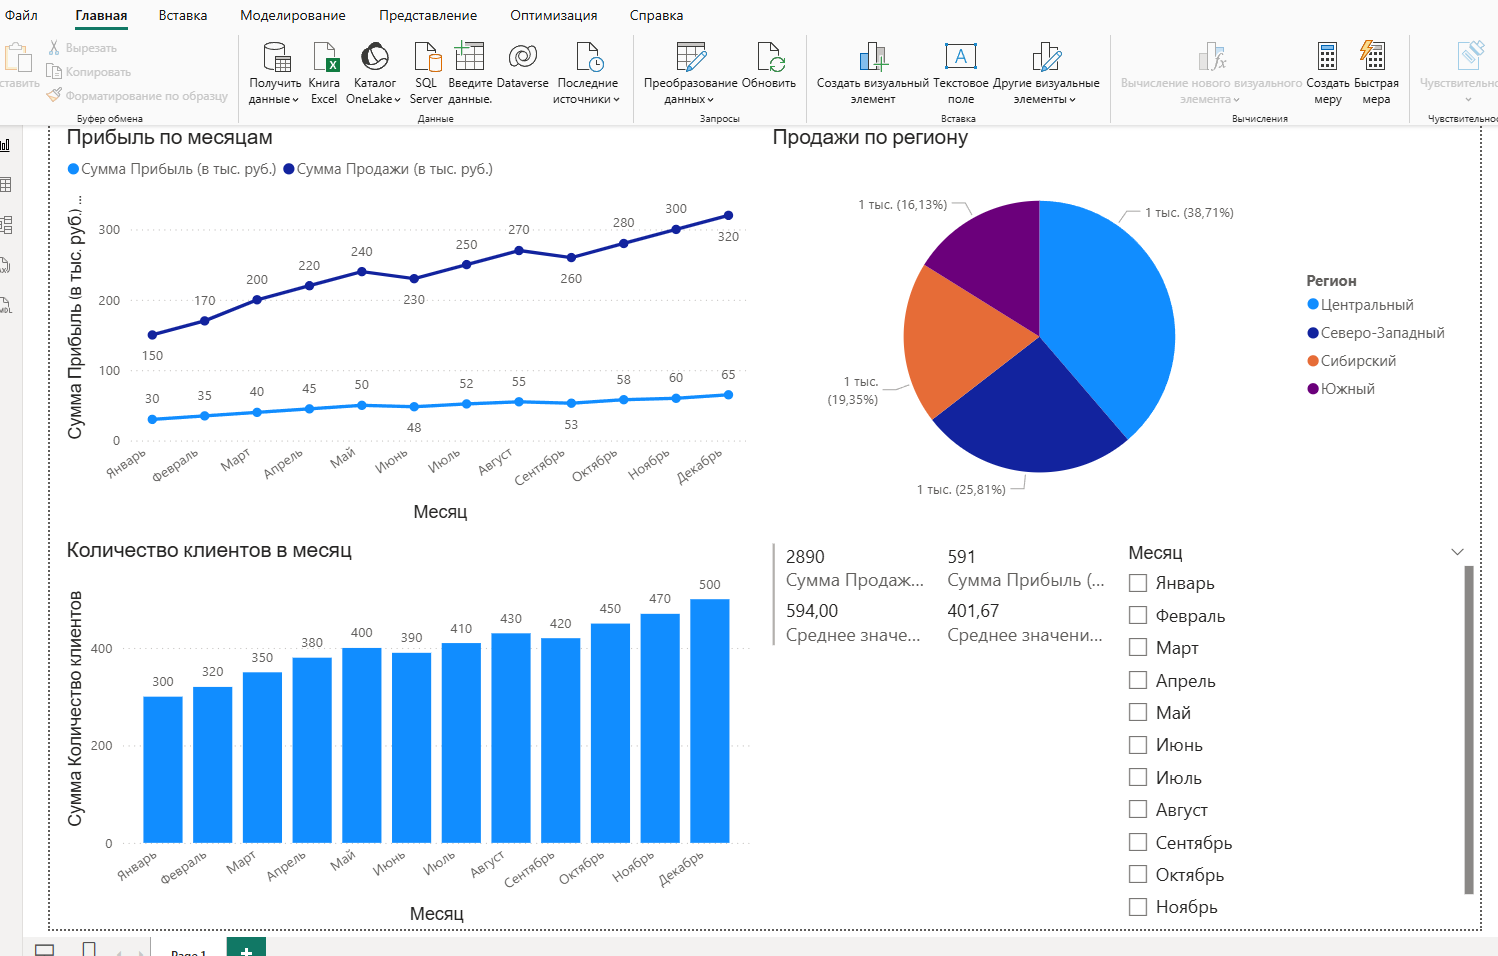 Файл Главная Вставка Моделирование Представление Оптимизация Справка
Вырезать
Копировать
Форматирование по образцу
Буфер обмена
Получить данные
Книга Excel
Каталог OneLake
SQL Server
Введите данные.
Dataverse
Последние источники
Данные
Преобразование данных
Обновить
Запросы
Создать визуальный элемент
Текстовое поле
Другие визуальные элементы
Вставка
Вычисление нового визуального элемента
Создать меру
Быстрая мера
Вычисления
Прибыль по месяцам
Сумма Прибыль (в тыс. руб.) Сумма Продажи (в тыс. руб.)
Сумма Прибыль (в тыс. руб.) ...
300
200
100
0
150 170 200 220 240 230 250 270 260 280 300 320
30 35 40 45 50 48 52 55 53 58 60 65
Январь Февраль Март Апрель Май Июнь Июль Август Сентябрь Октябрь Ноябрь Декабрь
Месяц
Продажи по региону
1 тыс. (16,13%)
1 тыс. (38,71%)
1 тыс.
(19,35%)
1 тыс. (25,81%)
Регион
Центральный
Северо-Западный
Сибирский
Южный
Количество клиентов в месяц
Сумма Количество клиентов
400
200
0
300 320 350 380 400 390 410 430 420 450 470 500
Январь Февраль Март Апрель Май Июнь Июль Август Сентябрь Октябрь Ноябрь Декабрь
Месяц
2890
Сумма Продаж...
591
Сумма Прибыль (...
594,00
Среднее значе...
401,67
Среднее значени...
Месяц
Январь
Февраль
Март
Апрель
Май
Июнь
Июль
Август
Сентябрь
Октябрь
Ноябрь
Page 1